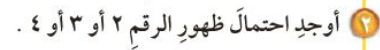 ٢ أوجدِ احتمالَ ظهورِ الرقمِ ٢ أو ٣ أو ٤ .